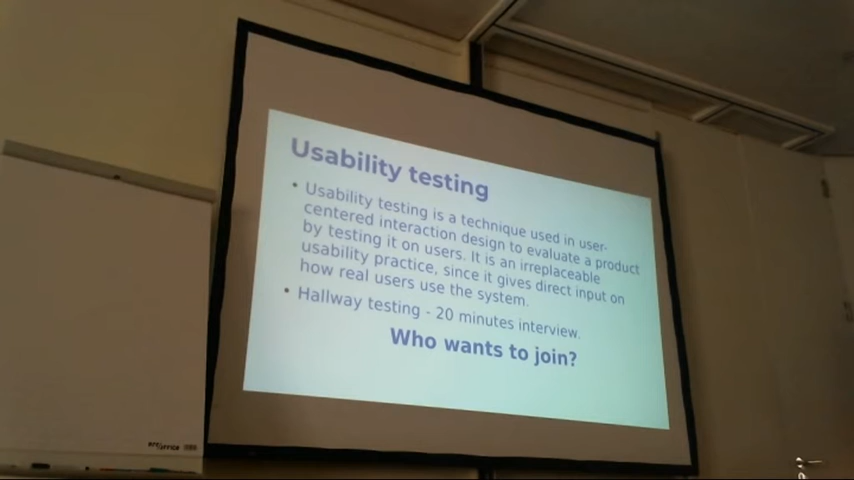 Usability testing
• Usability testing is a technique used in user-
centered interaction design to evaluate a product
by testing it on users. It is an irreplaceable
usability practice, since it gives direct input on
how real users use the system.
• Hallway testing - 20 minutes interview.
Who wants to join?